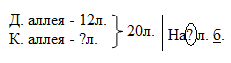 Д. аллея - 12л.
К. аллея - ?л.
20л.
На ? л. б.